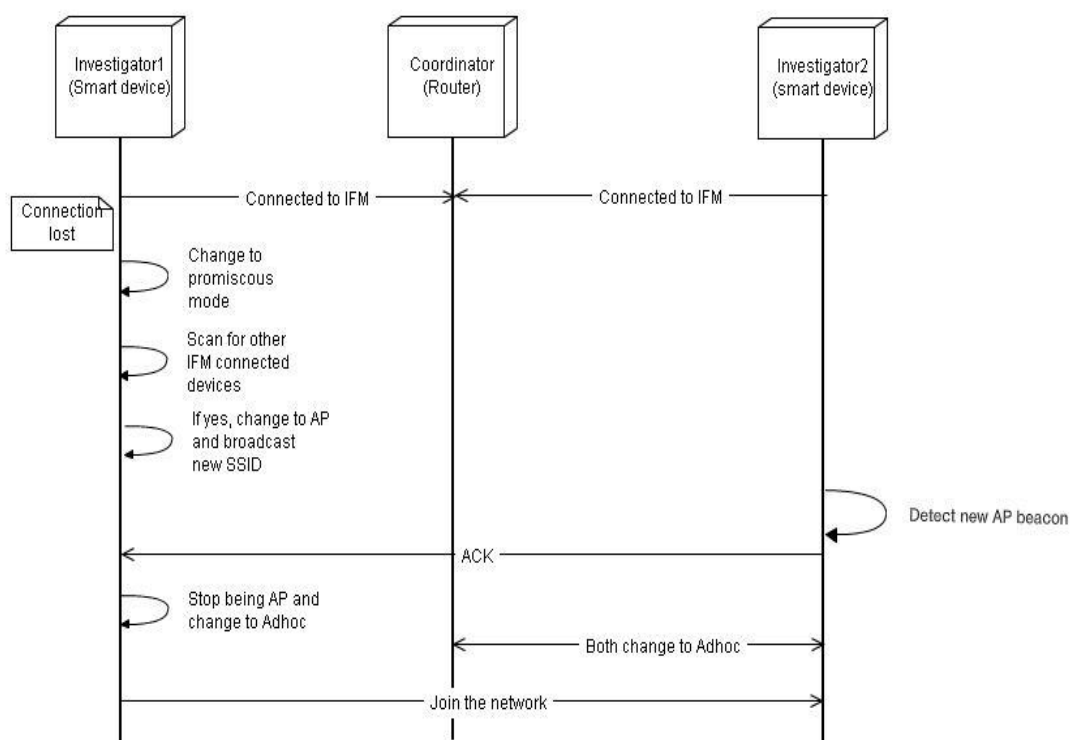 Investigator1
(Smart device)
Coordinator
(Router)
Investigator2
(smart device)
Connected to IFM
Connected to IFM
Connection
lost
Change to
promiscous
mode
Scan for other
IFM connected
devices
If yes, change to AP
and broadcast
new SSID
Detect new AP beacon
ACK
Stop being AP and
change to Adhoc
Both change to Adhoc
Join the network